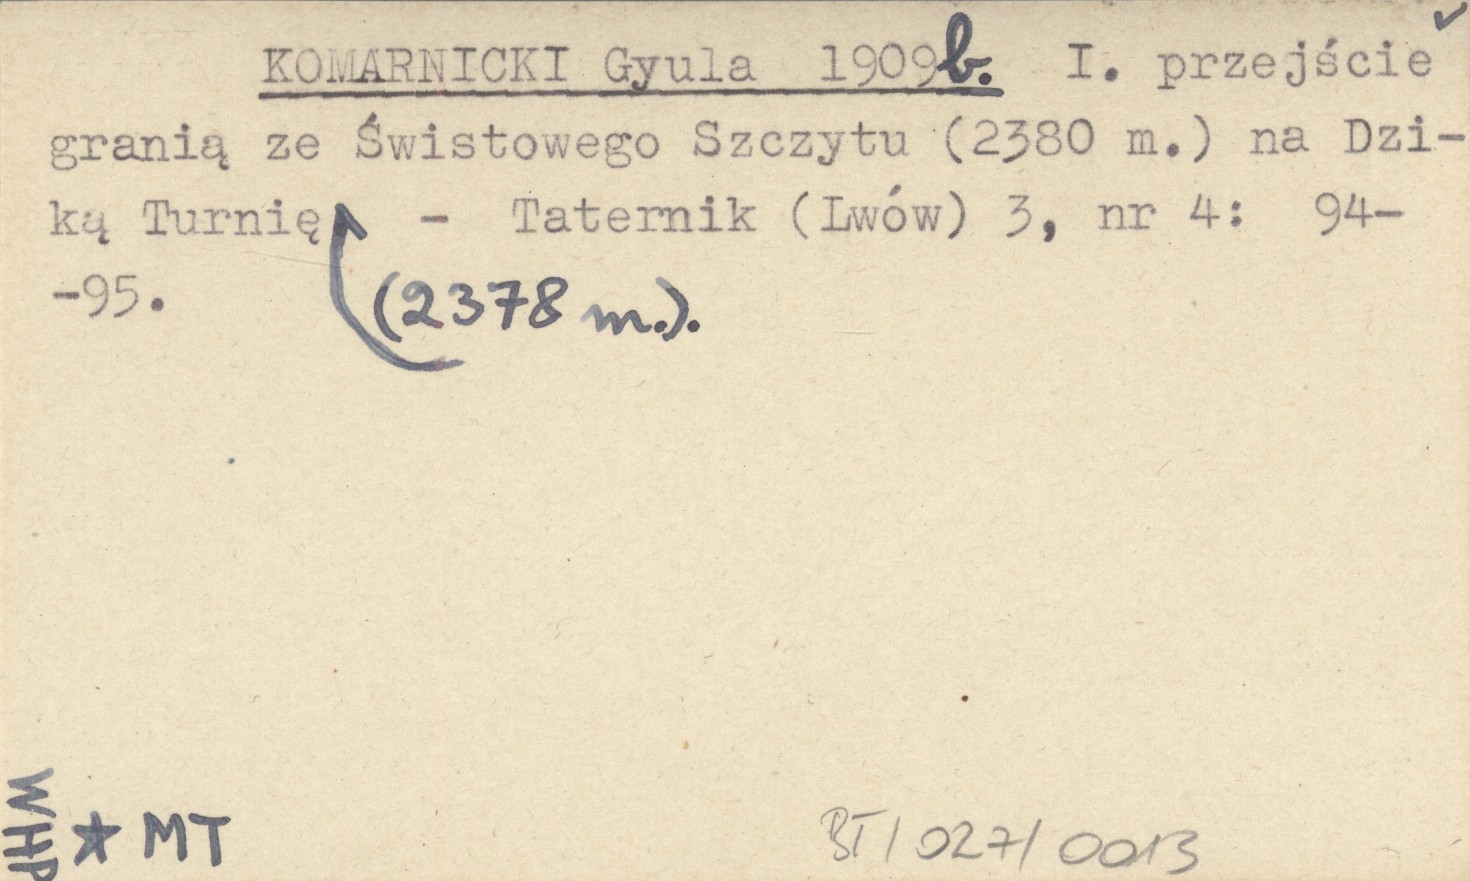 KOMARNICKI Gyula 1909b. I. przejście
granią ze Świstowego Szczytu (2380 m.) na Dzi-
ką Turnię - Taternik (Lwów) 3, nr 4: 94-
-95.
(2378 m.).
WHP
★ MT
BT/027/0013